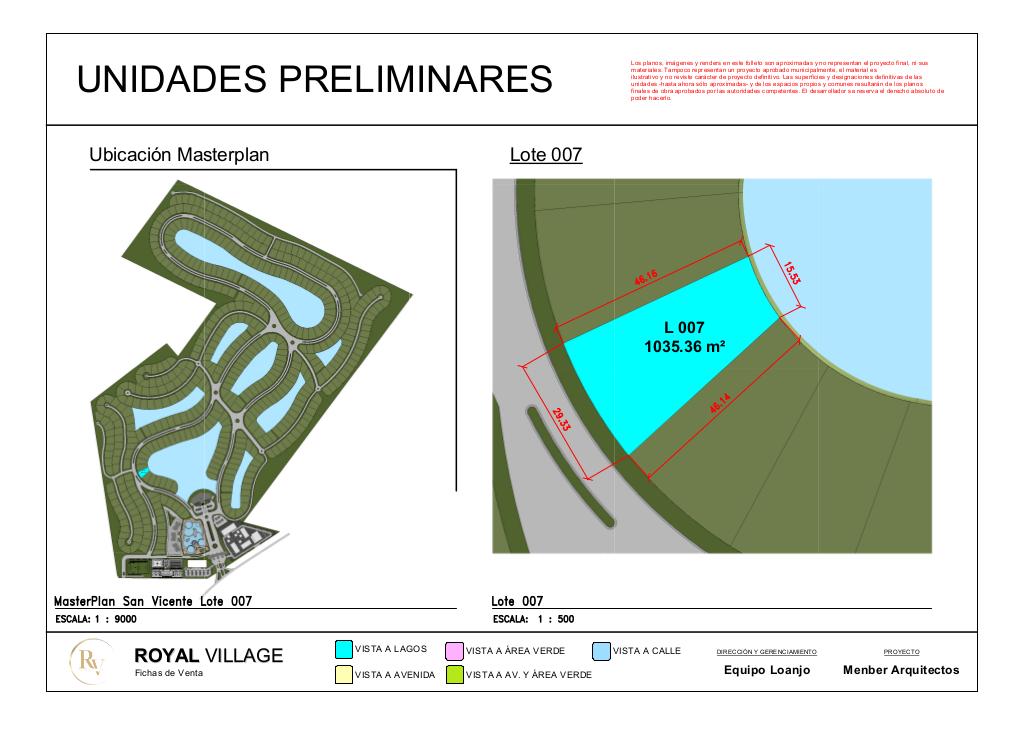 UNIDADES PRELIMINARES
Los planos, imágenes y renders en este folleto son aproximadas y no representan el proyecto final, ni sus
materiales. Tampoco representan un proyecto aprobado municipalmente, el material es
ilustrativo y no reviste carácter de proyecto definitivo. Las superficies y designaciones definitivas de las
unidades -hasta ahora sólo aproximadas- y de los espacios propios y comunes resultarán de los planos
finales de obra aprobados por las autoridades competentes. El desarrollador se reserva el derecho absoluto de
poder hacerlo.
Ubicación Masterplan
Lote 007
46.16
15.53
L 007
1035.36 m²
46.14
29.33
MasterPlan San Vicente Lote 007
ESCALA: 1 : 9000
Lote 007
ESCALA: 1 : 500
RV
ROYAL VILLAGE
Fichas de Venta
VISTA A LAGOS
VISTA A ÁREA VERDE
VISTA A CALLE
VISTA A AVENIDA
VISTA A AV. Y ÁREA VERDE
DIRECCIÓN Y GERENCIAMIENTO
Equipo Loanjo
PROYECTO
Menber Arquitectos